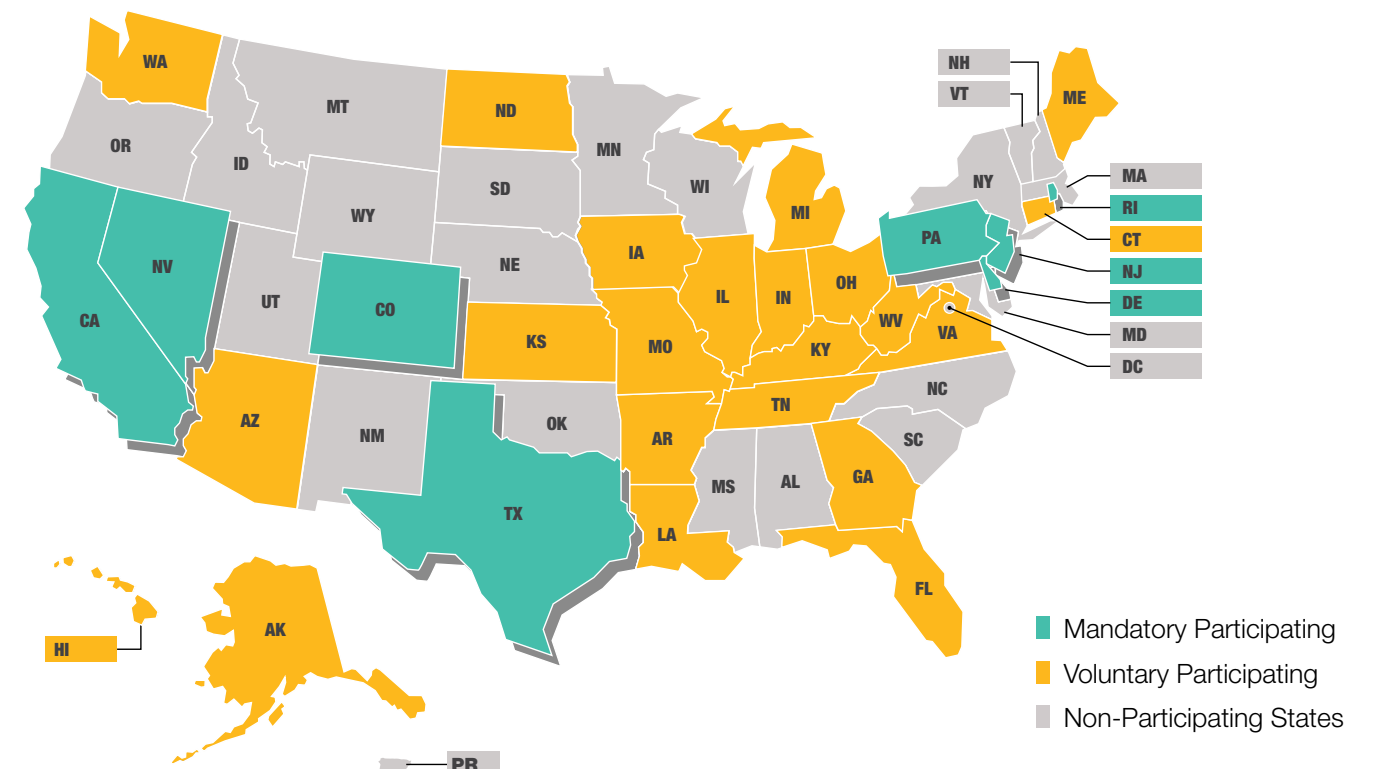 WA
MT
ND
MN
OR
ID
SD
WI
WY
MI
NH
VT
ME
NY
MA
RI
CT
NJ
DE
MD
DC
PA
NV
UT
CO
NE
IA
IL
IN
OH
WV
VA
CA
KS
MO
KY
AZ
NM
OK
AR
TN
NC
SC
TX
LA
MS
AL
GA
FL
HI
AK
PR
Mandatory Participating
Voluntary Participating
Non-Participating States